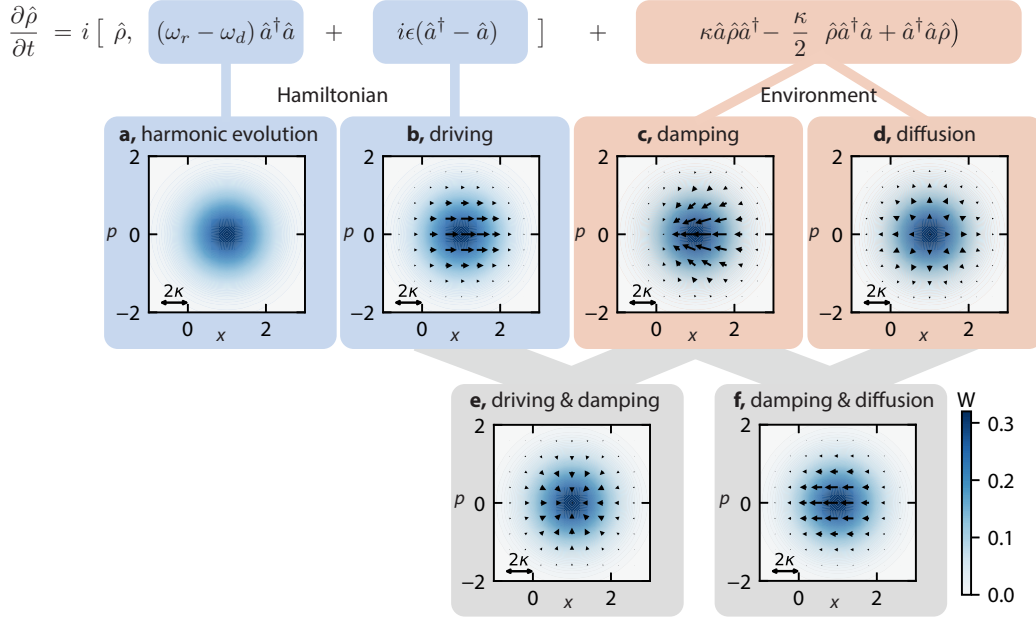 ∂ρ̂/∂t = i [ ρ̂, (ω_r − ω_d) â†â + iϵ(↠− â) ] + κâρ̂↠− κ/2 ρ̂â†â + â†âρ̂)
Hamiltonian Environment
a, harmonic evolution b, driving c, damping d, diffusion
2 2 2 2
p 0 p 0 p 0 p 0
2κ 2κ 2κ 2κ
−2 −2 −2 −2
0 2 0 2 0 2 0 2
x x x x
e, driving & damping f, damping & diffusion W
2 2 0.3
p 0 p 0 0.2
0.1
2κ 2κ
−2 −2 0.0
0 2 0 2
x x